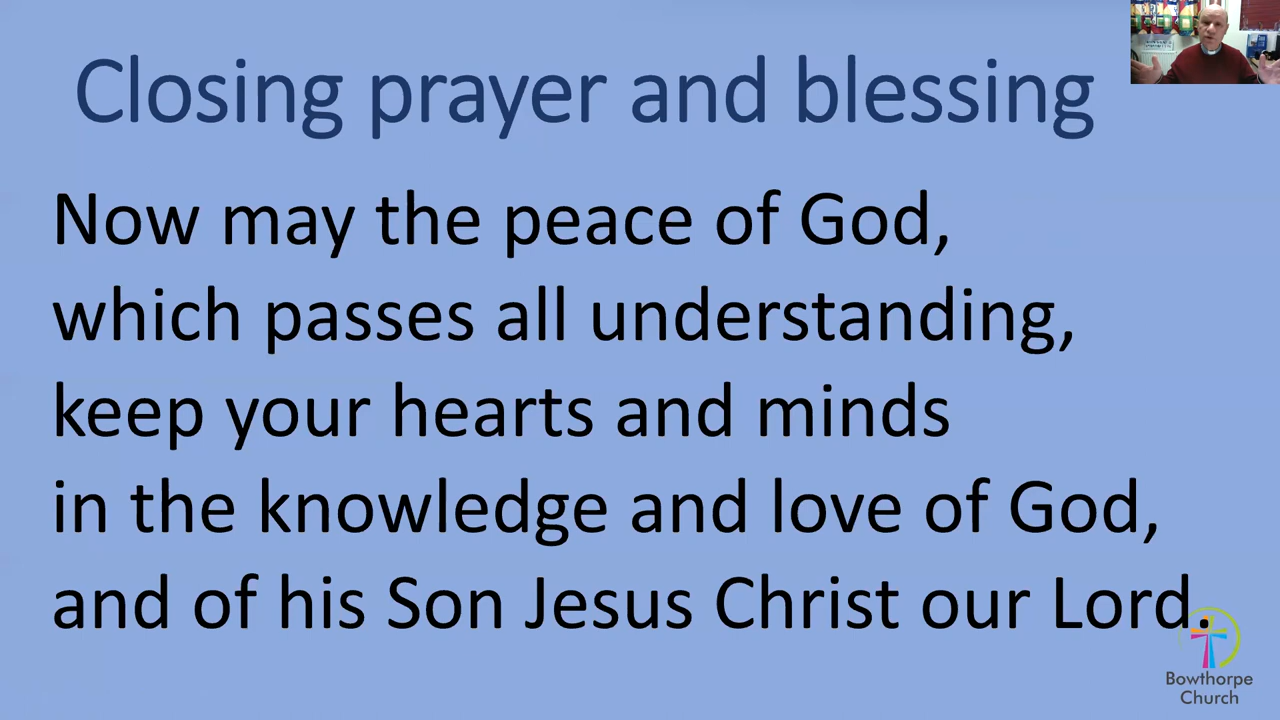 Closing prayer and blessing
Now may the peace of God,
which passes all understanding,
keep your hearts and minds
in the knowledge and love of God,
and of his Son Jesus Christ our Lord.
Bowthorpe
Church